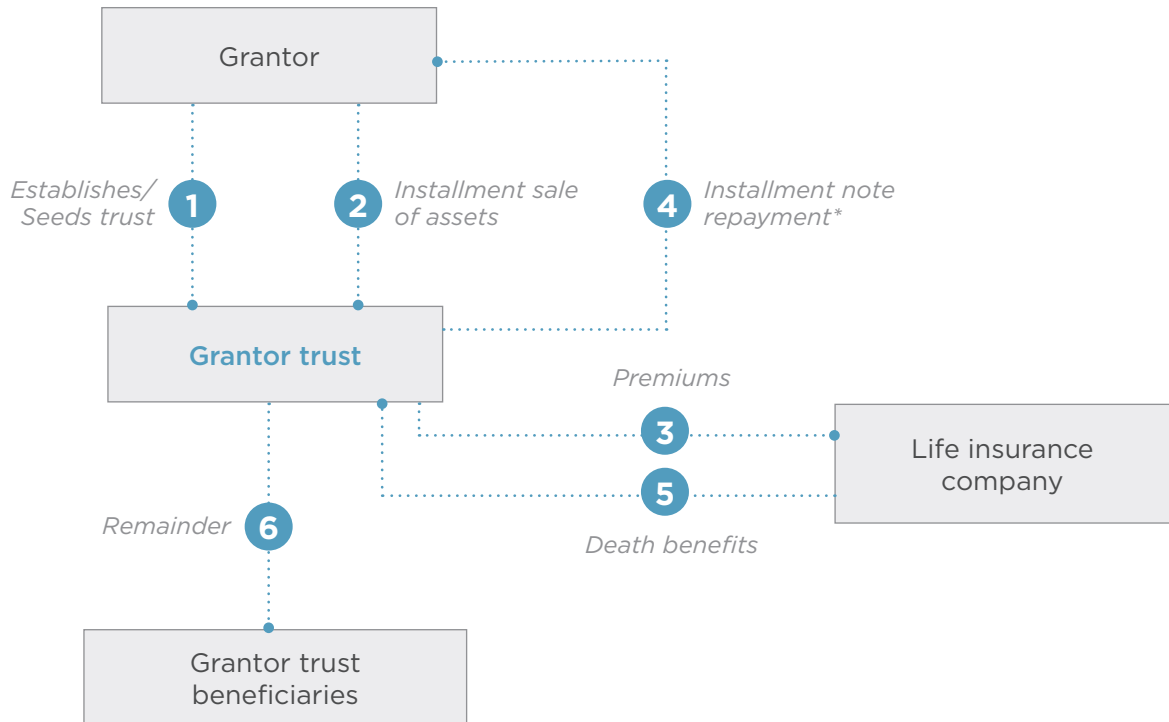 Grantor
Establishes/
Seeds trust
1
2
Installment sale
of assets
4
Installment note
repayment*
Grantor trust
Premiums
3
Life insurance
company
5
Death benefits
Remainder
6
Grantor trust
beneficiaries